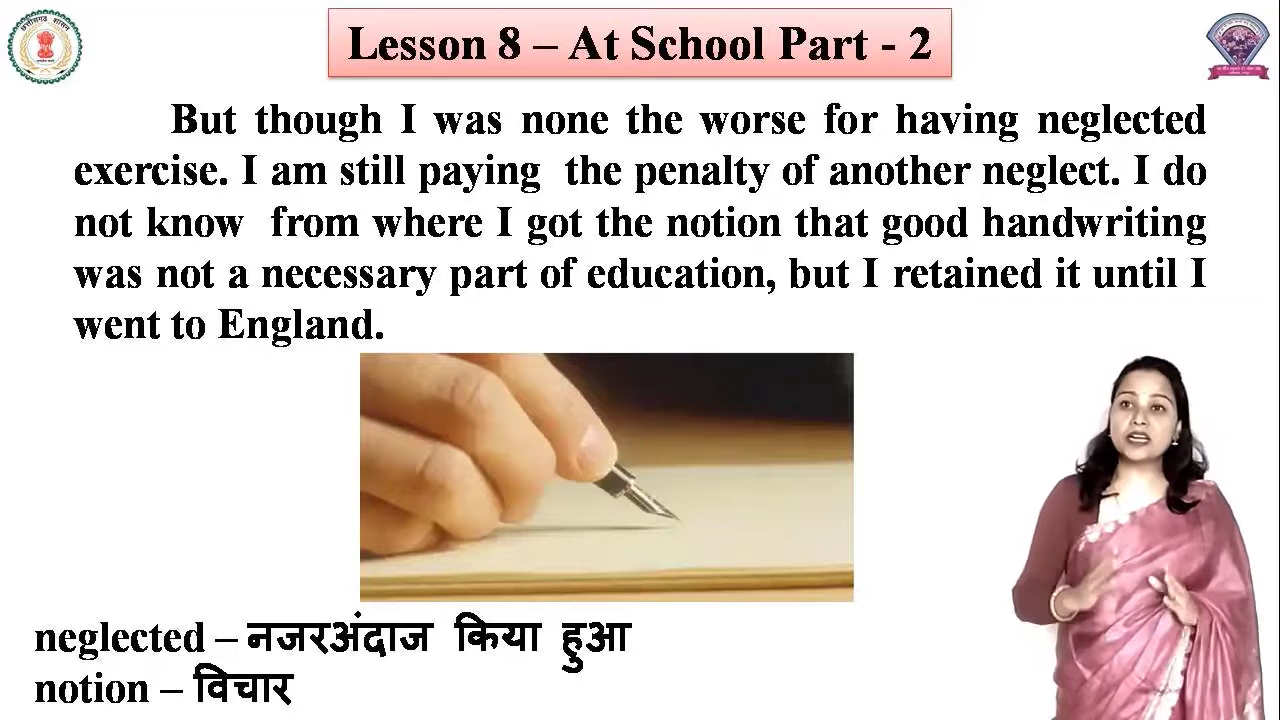 Lesson 8 – At School Part - 2
But though I was none the worse for having neglected
exercise. I am still paying the penalty of another neglect. I do
not know from where I got the notion that good handwriting
was not a necessary part of education, but I retained it until I
went to England.
neglected – नजरअंदाज किया हुआ
notion – विचार